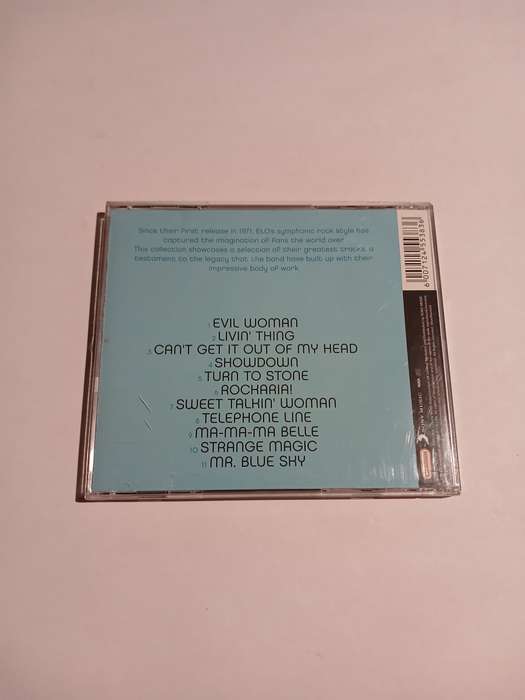 Since their first release in 1971, ELO's symphonic rock style has
captured the imagination of fans the world over
This collection showcases a selection of their greatest tracks, a
testament to the legacy that the band have built up with their
impressive body of work
1 EVIL WOMAN
2 LIVIN' THING
3 CAN'T GET IT OUT OF MY HEAD
4 SHOWDOWN
5 TURN TO STONE
6 ROCHARIA!
7 SWEET TALKIN' WOMAN
8 TELEPHONE LINE
9 MA-MA-MA BELLE
10 STRANGE MAGIC
11 MR. BLUE SKY
6 007124 553836